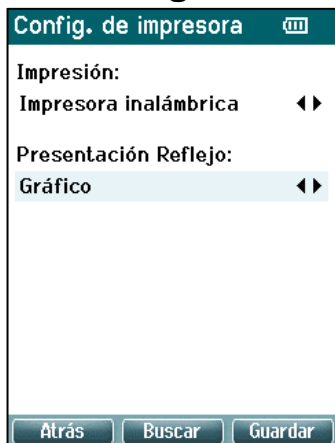 Config. de impresora
Impresión:
Impresora inalámbrica
Presentación Reflejo:
Gráfico
Atrás Buscar Guardar